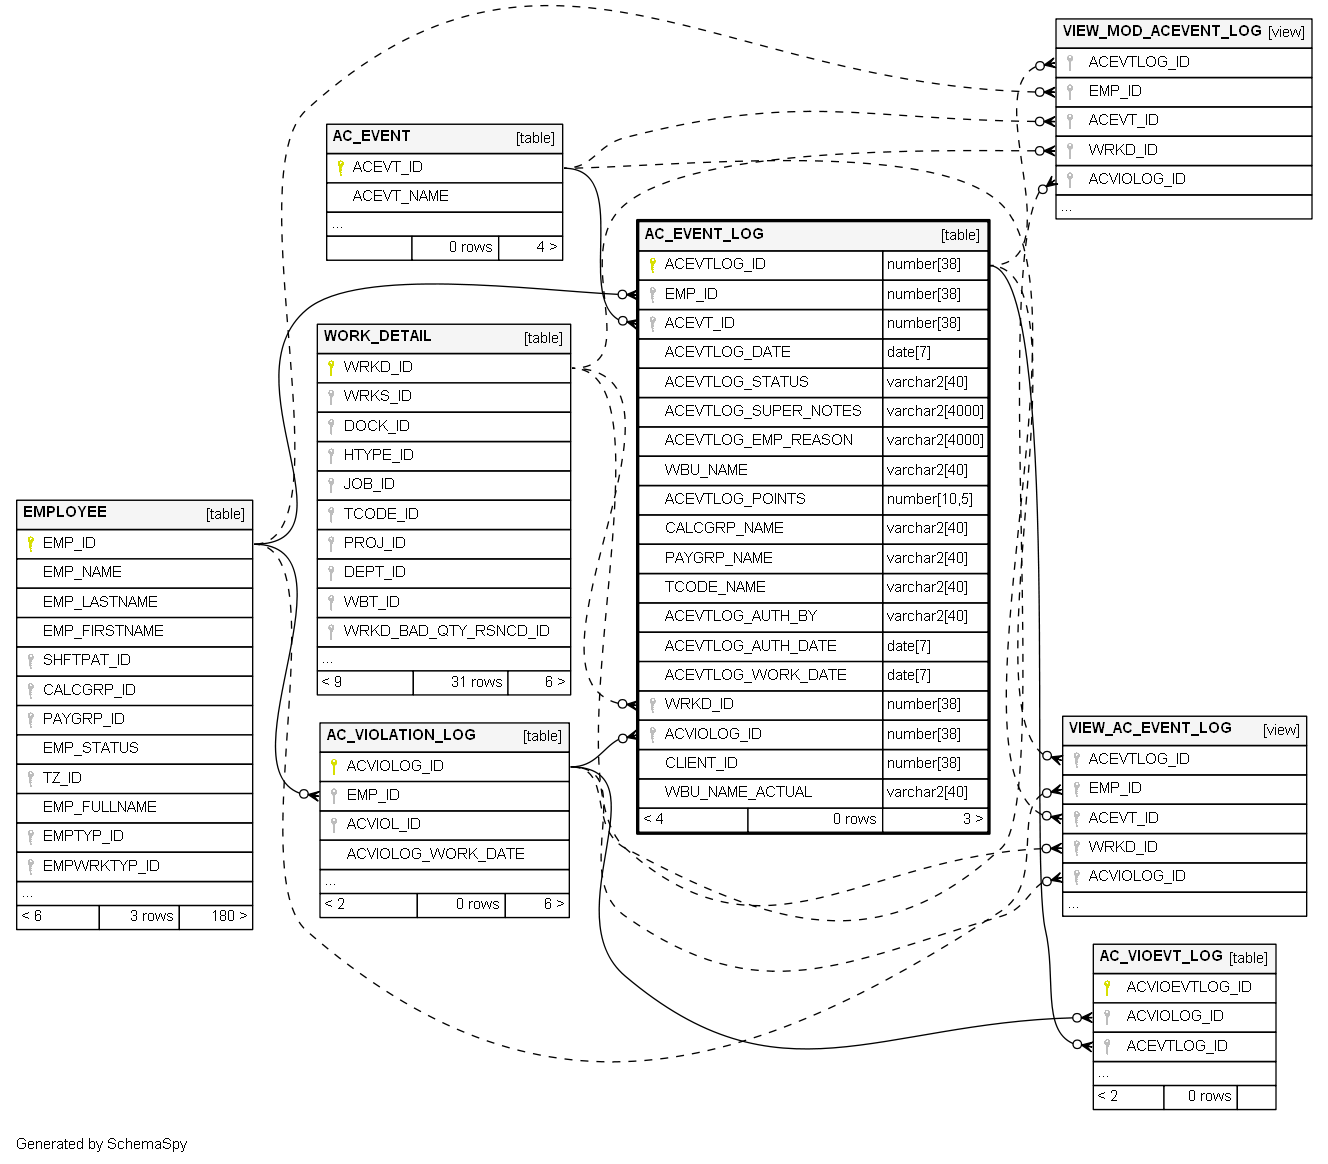 VIEW_MOD_ACEVENT_LOG [view]
ACEVTLOG_ID
EMP_ID
ACEVT_ID
WRKD_ID
ACVIOLOG_ID
...
AC_EVENT [table]
ACEVT_ID
ACEVT_NAME
...
0 rows 4 >
AC_EVENT_LOG [table]
ACEVTLOG_ID number[38]
EMP_ID number[38]
ACEVT_ID number[38]
ACEVTLOG_DATE date[7]
ACEVTLOG_STATUS varchar2[40]
ACEVTLOG_SUPER_NOTES varchar2[4000]
ACEVTLOG_EMP_REASON varchar2[4000]
WBU_NAME varchar2[40]
ACEVTLOG_POINTS number[10,5]
CALCGRP_NAME varchar2[40]
PAYGRP_NAME varchar2[40]
TCODE_NAME varchar2[40]
ACEVTLOG_AUTH_BY varchar2[40]
ACEVTLOG_AUTH_DATE date[7]
ACEVTLOG_WORK_DATE date[7]
WRKD_ID number[38]
ACVIOLOG_ID number[38]
CLIENT_ID number[38]
WBU_NAME_ACTUAL varchar2[40]
< 4 0 rows 3 >
WORK_DETAIL [table]
WRKD_ID
WRKS_ID
DOCK_ID
HTYPE_ID
JOB_ID
TCODE_ID
PROJ_ID
DEPT_ID
WBT_ID
WRKD_BAD_QTY_RSNCD_ID
...
< 9 31 rows 6 >
EMPLOYEE [table]
EMP_ID
EMP_NAME
EMP_LASTNAME
EMP_FIRSTNAME
SHFTPAT_ID
CALCGRP_ID
PAYGRP_ID
EMP_STATUS
TZ_ID
EMP_FULLNAME
EMPTYP_ID
EMPWRKTYP_ID
...
< 6 3 rows 180 >
AC_VIOLATION_LOG [table]
ACVIOLOG_ID
EMP_ID
ACVIOL_ID
ACVIOLOG_WORK_DATE
...
< 2 0 rows 6 >
VIEW_AC_EVENT_LOG [view]
ACEVTLOG_ID
EMP_ID
ACEVT_ID
WRKD_ID
ACVIOLOG_ID
...
AC_VIOEVT_LOG [table]
ACVIOEVTLOG_ID
ACVIOLOG_ID
ACEVTLOG_ID
...
< 2 0 rows
Generated by SchemaSpy